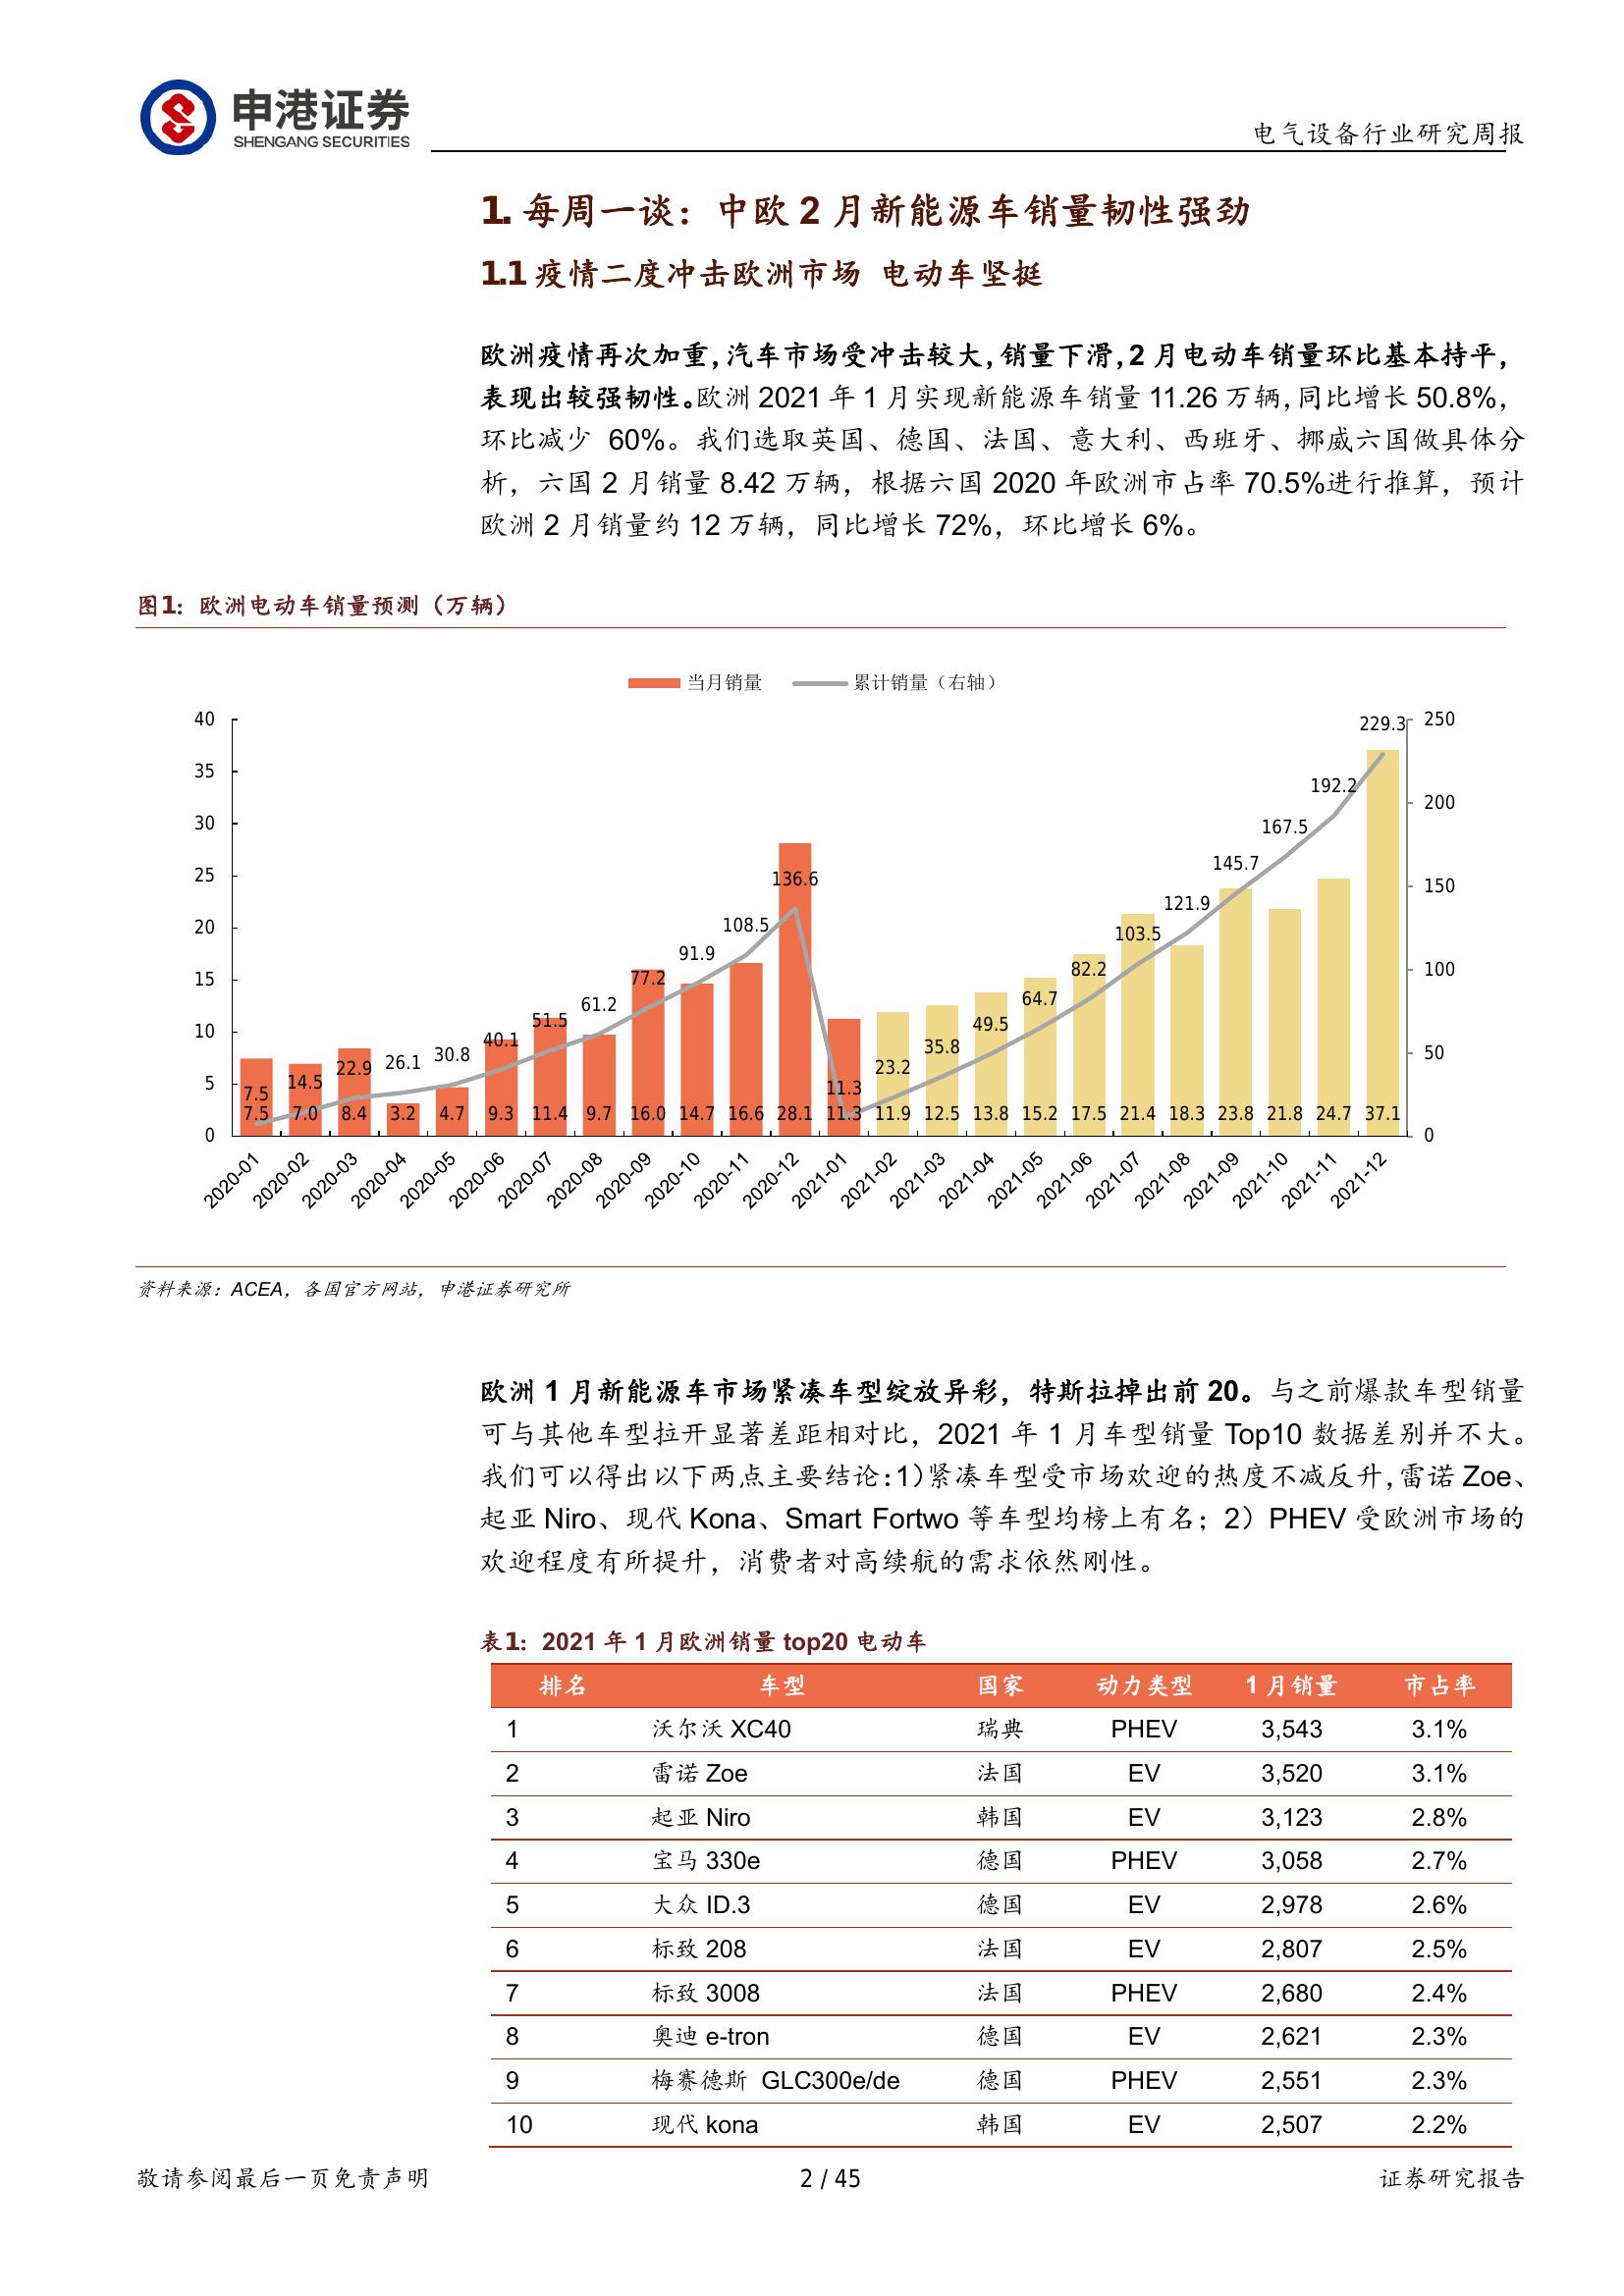 申港证券
SHENGANG SECURITIES
电气设备行业研究周报
1. 每周一谈：中欧 2 月新能源车销量韧性强劲
1.1 疫情二度冲击欧洲市场 电动车坚挺
欧洲疫情再次加重，汽车市场受冲击较大，销量下滑，2 月电动车销量环比基本持平，
表现出较强韧性。欧洲 2021 年 1 月实现新能源车销量 11.26 万辆，同比增长 50.8%，
环比减少 60%。我们选取英国、德国、法国、意大利、西班牙、挪威六国做具体分
析，六国 2 月销量 8.42 万辆，根据六国 2020 年欧洲市占率 70.5%进行推算，预计
欧洲 2 月销量约 12 万辆，同比增长 72%，环比增长 6%。
图1：欧洲电动车销量预测（万辆）
当月销量 累计销量（右轴）
40 35 30 25 20 15 10 5 0
250 200 150 100 50 0
7.5 14.5 22.9 26.1 30.8 40.1 51.5 61.2 77.2 91.9 108.5 136.6 11.3 23.2 35.8 49.5 64.7 82.2 103.5 121.9 145.7 167.5 192.2 229.3
7.5 7.0 8.4 3.2 4.7 9.3 11.4 9.7 16.0 14.7 16.6 28.1 11.3 11.9 12.5 13.8 15.2 17.5 21.4 18.3 23.8 21.8 24.7 37.1
2020-01 2020-02 2020-03 2020-04 2020-05 2020-06 2020-07 2020-08 2020-09 2020-10 2020-11 2020-12 2021-01 2021-02 2021-03 2021-04 2021-05 2021-06 2021-07 2021-08 2021-09 2021-10 2021-11 2021-12
资料来源：ACEA，各国官方网站，申港证券研究所
欧洲 1 月新能源车市场紧凑车型绽放异彩，特斯拉掉出前 20。与之前爆款车型销量
可与其他车型拉开显著差距相对比，2021 年 1 月车型销量 Top10 数据差别并不大。
我们可以得出以下两点主要结论：1）紧凑车型受市场欢迎的热度不减反升，雷诺 Zoe、
起亚 Niro、现代 Kona、Smart Fortwo 等车型均榜上有名；2）PHEV 受欧洲市场的
欢迎程度有所提升，消费者对高续航的需求依然刚性。
表1：2021 年 1 月欧洲销量 top20 电动车
排名 车型 国家 动力类型 1 月销量 市占率
1 沃尔沃 XC40 瑞典 PHEV 3,543 3.1%
2 雷诺 Zoe 法国 EV 3,520 3.1%
3 起亚 Niro 韩国 EV 3,123 2.8%
4 宝马 330e 德国 PHEV 3,058 2.7%
5 大众 ID.3 德国 EV 2,978 2.6%
6 标致 208 法国 EV 2,807 2.5%
7 标致 3008 法国 PHEV 2,680 2.4%
8 奥迪 e-tron 德国 EV 2,621 2.3%
9 梅赛德斯 GLC300e/de 德国 PHEV 2,551 2.3%
10 现代 kona 韩国 EV 2,507 2.2%
敬请参阅最后一页免责声明 2 / 45 证券研究报告